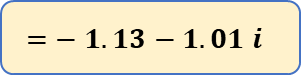 = − 1. 13 − 1. 01 i